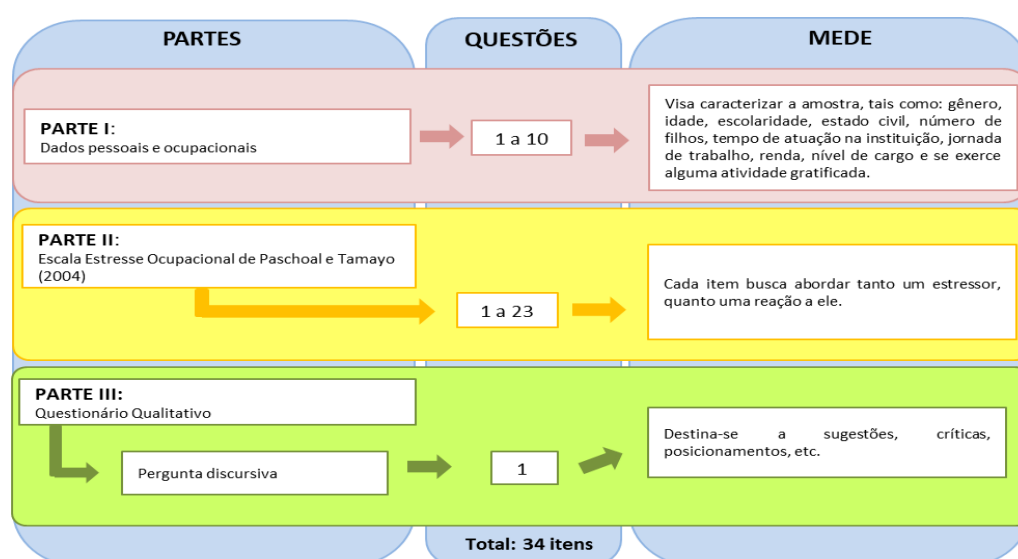 PARTES
QUESTÕES
MEDE
PARTE I:
Dados pessoais e ocupacionais
1 a 10
Visa caracterizar a amostra, tais como: gênero,
idade, escolaridade, estado civil, número de
filhos, tempo de atuação na instituição, jornada
de trabalho, renda, nível de cargo e se exerce
alguma atividade gratificada.
PARTE II:
Escala Estresse Ocupacional de Paschoal e Tamayo
(2004)
1 a 23
Cada item busca abordar tanto um estressor,
quanto uma reação a ele.
PARTE III:
Questionário Qualitativo
Pergunta discursiva
1
Destina-se a sugestões, críticas,
posicionamentos, etc.
Total: 34 itens